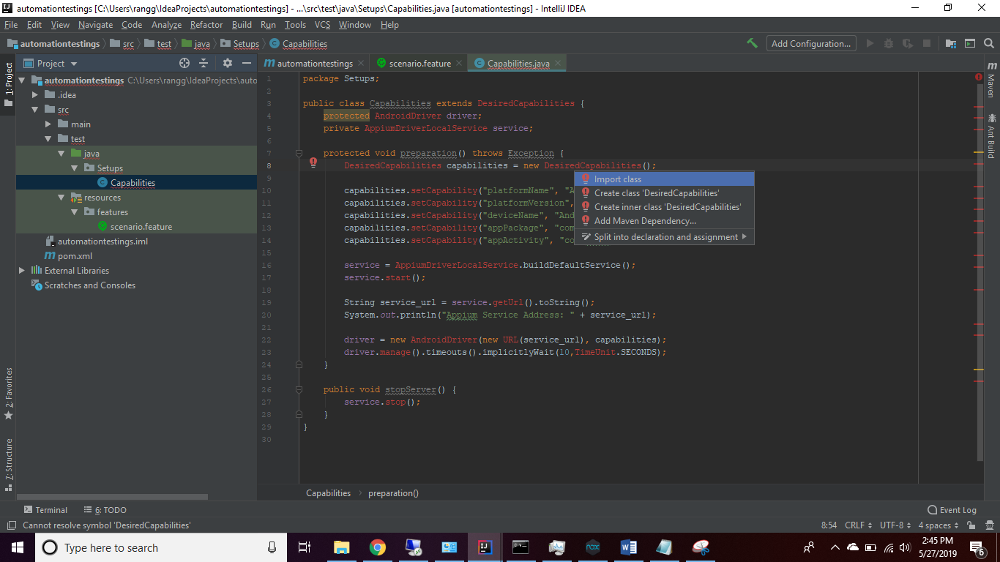 automationtestings [C:\Users\rangg\IdeaProjects\automationtestings] - ...\src\test\java\Setups\Capabilities.java [automationtestings] - IntelliJ IDEA
File Edit View Navigate Code Analyze Refactor Build Run Tools VCS Window Help
automationtestings src test java Setups Capabilities Add Configuration...
Project
automationtestings scenario.feature Capabilities.java
1: Project
automationtestings C:\Users\rangg\IdeaProjects\auto
.idea
src
main
test
java
Setups
Capabilities
resources
features
scenario.feature
automationtestings.iml
pom.xml
External Libraries
Scratches and Consoles
2: Favorites
7: Structure
1 package Setups;
2
3 public class Capabilities extends DesiredCapabilities {
4 protected AndroidDriver driver;
5 private AppiumDriverLocalService service;
6
7 protected void preparation() throws Exception {
8 DesiredCapabilities capabilities = new DesiredCapabilities();
9
10 capabilities.setCapability("platformName", "A
11 capabilities.setCapability("platformVersion",
12 capabilities.setCapability("deviceName", "And
13 capabilities.setCapability("appPackage", "com
14 capabilities.setCapability("appActivity", "co
15
16 service = AppiumDriverLocalService.buildDefaultService();
17 service.start();
18
19 String service_url = service.getUrl().toString();
20 System.out.println("Appium Service Address: " + service_url);
21
22 driver = new AndroidDriver(new URL(service_url), capabilities);
23 driver.manage().timeouts().implicitlyWait(10,TimeUnit.SECONDS);
24 }
25
26 public void stopServer() {
27 service.stop();
28 }
29 }
30
Import class
Create class 'DesiredCapabilities'
Create inner class 'DesiredCapabilities'
Add Maven Dependency...
Split into declaration and assignment
Maven
Ant Build
Capabilities preparation()
Terminal 6: TODO Event Log
Cannot resolve symbol 'DesiredCapabilities' 8:54 CRLF UTF-8 4 spaces
Type here to search
nox
2:45 PM
5/27/2019
6